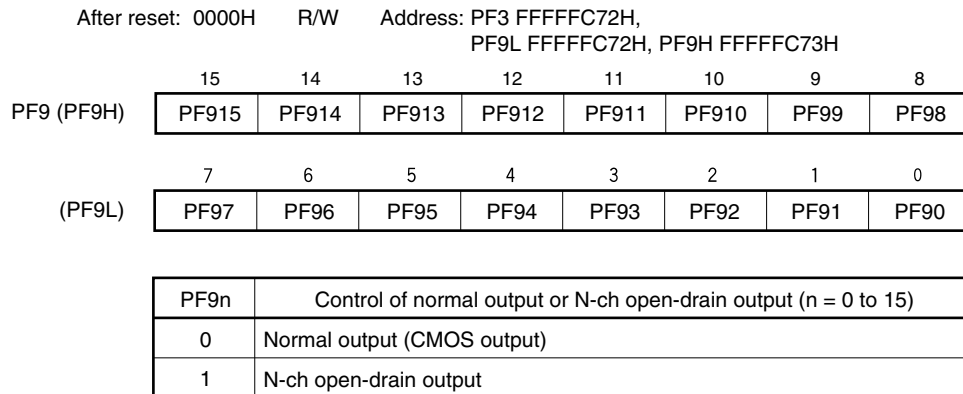 After reset: 0000H R/W Address: PF3 FFFFFC72H,
PF9L FFFFFC72H, PF9H FFFFFC73H
15 14 13 12 11 10 9 8
PF9 (PF9H) PF915 PF914 PF913 PF912 PF911 PF910 PF99 PF98
7 6 5 4 3 2 1 0
(PF9L) PF97 PF96 PF95 PF94 PF93 PF92 PF91 PF90
PF9n Control of normal output or N-ch open-drain output (n = 0 to 15)
0 Normal output (CMOS output)
1 N-ch open-drain output